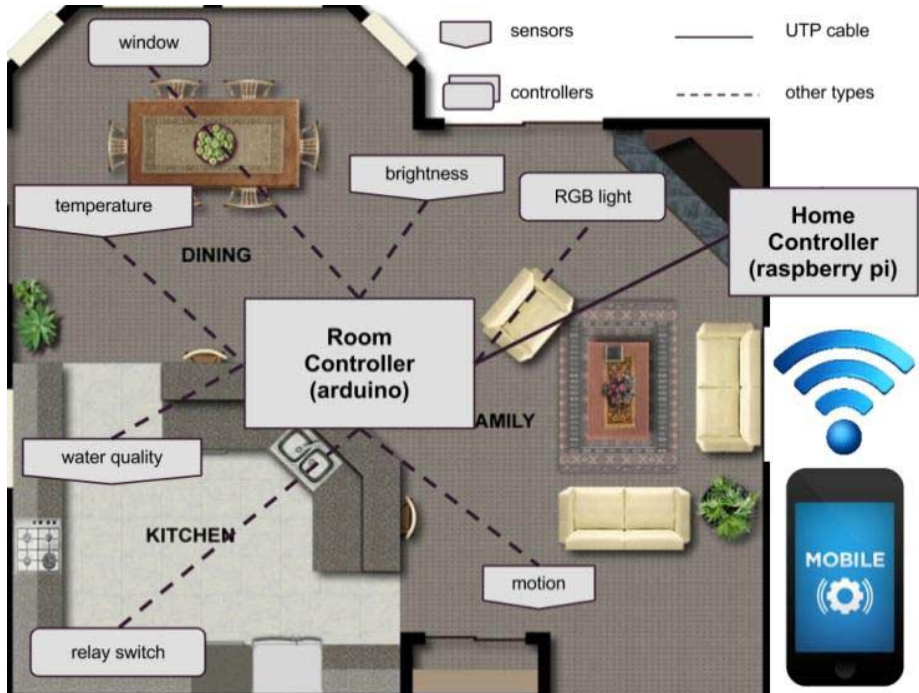 window
sensors
UTP cable
controllers
other types
brightness
temperature
RGB light
Home
Controller
(raspberry pi)
DINING
Room
Controller
(arduino)
AMILY
water quality
KITCHEN
motion
MOBILE
relay switch